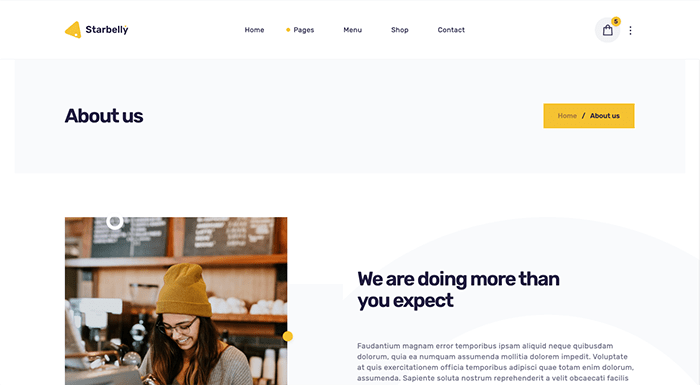 Starbelly
Home
Pages
Menu
Shop
Contact
5
About us
Home / About us
We are doing more than
you expect
Faudantium magnam error temporibus ipsam aliquid neque quibusdam
dolorum, quia ea numquam assumenda mollitia dolorem impedit. Voluptate
at quis exercitationem officia temporibus adipisci quae totam enim dolorum,
assumenda. Sapiente soluta nostrum reprehenderit a velit obcaecati facilis